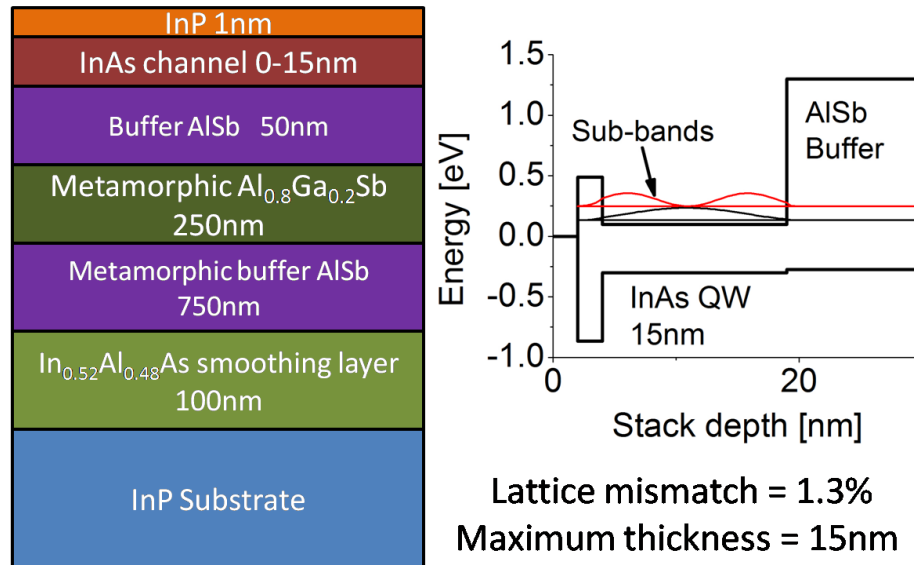 InP 1nm
InAs channel 0-15nm
Buffer AlSb 50nm
Metamorphic Al0.8Ga0.2Sb
250nm
Metamorphic buffer AlSb
750nm
In0.52Al0.48As smoothing layer
100nm
InP Substrate
1.5
1.0
0.5
0.0
-0.5
-1.0
Energy [eV]
Sub-bands
AlSb
Buffer
InAs QW
15nm
0
20
Stack depth [nm]
Lattice mismatch = 1.3%
Maximum thickness = 15nm